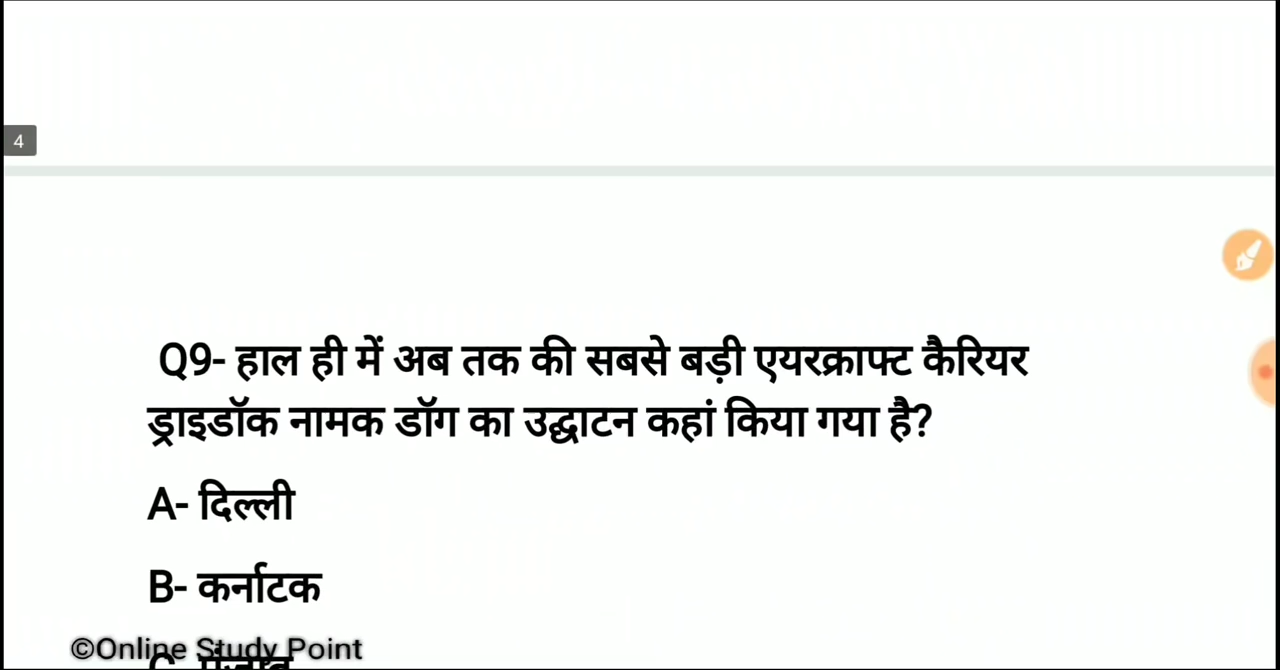 4
Q9- हाल ही में अब तक की सबसे बड़ी एयरक्राफ्ट कैरियर
ड्राइडॉक नामक डॉग का उद्घाटन कहां किया गया है?
A- दिल्ली
B- कर्नाटक
©Online Study Point
C- पंजाब